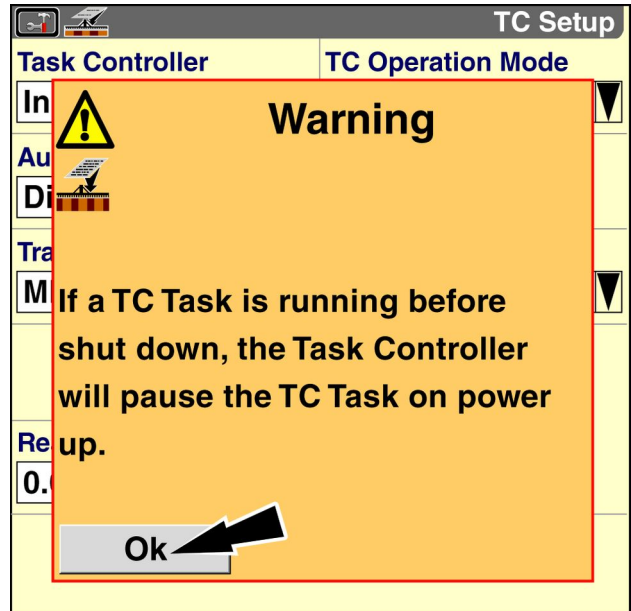 TC Setup
Task Controller
TC Operation Mode
In
Warning
Au
Di
Tra
M
If a TC Task is running before
shut down, the Task Controller
will pause the TC Task on power
up.
Re
0.
Ok